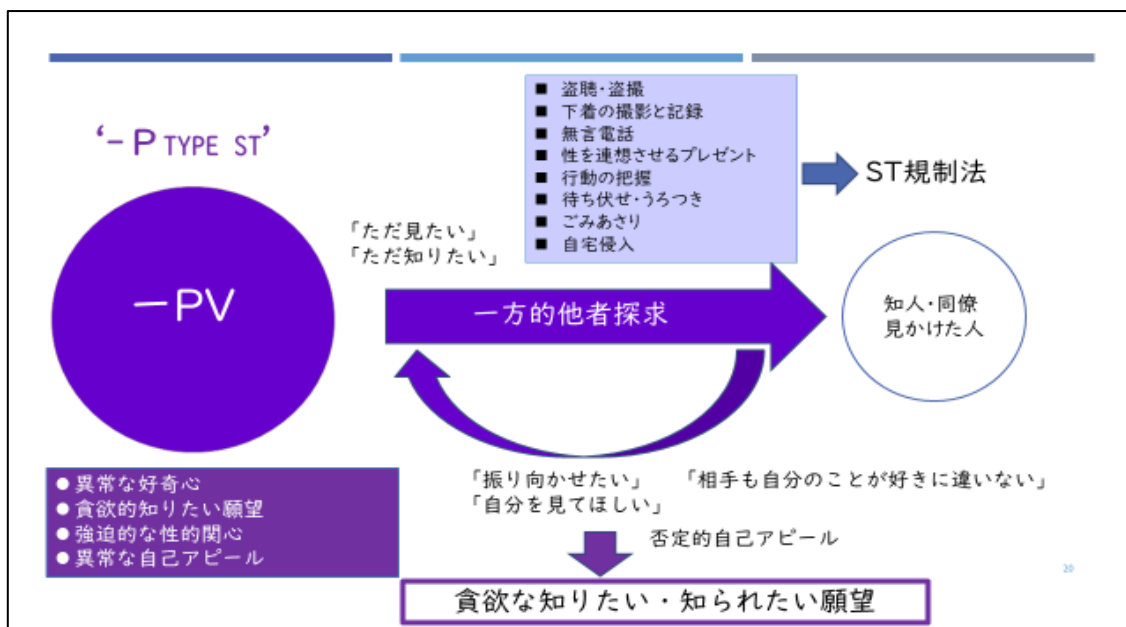 ‘−P TYPE ST’
−PV
●異常な好奇心
●貪欲的知りたい願望
●強迫的な性的関心
●異常な自己アピール
「ただ見たい」
「ただ知りたい」
■ 盗聴・盗撮
■ 下着の撮影と記録
■ 無言電話
■ 性を連想させるプレゼント
■ 行動の把握
■ 待ち伏せ・うろつき
■ ごみあさり
■ 自宅侵入
ST規制法
一方的他者探求
知人・同僚
見かけた人
「振り向かせたい」 「相手も自分のことが好きに違いない」
「自分を見てほしい」
否定的自己アピール
貪欲な知りたい・知られたい願望
20